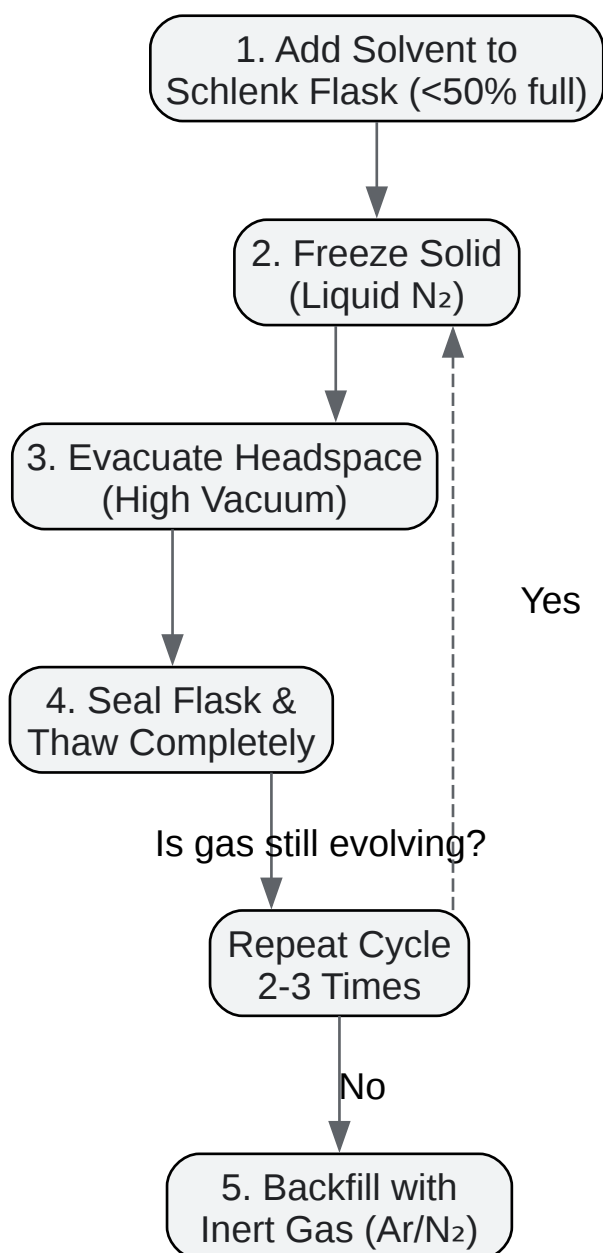 1. Add Solvent to
Schlenk Flask (<50% full)
2. Freeze Solid
(Liquid N₂)
3. Evacuate Headspace
(High Vacuum)
Yes
4. Seal Flask &
Thaw Completely
Is gas still evolving?
Repeat Cycle
2-3 Times
No
5. Backfill with
Inert Gas (Ar/N₂)